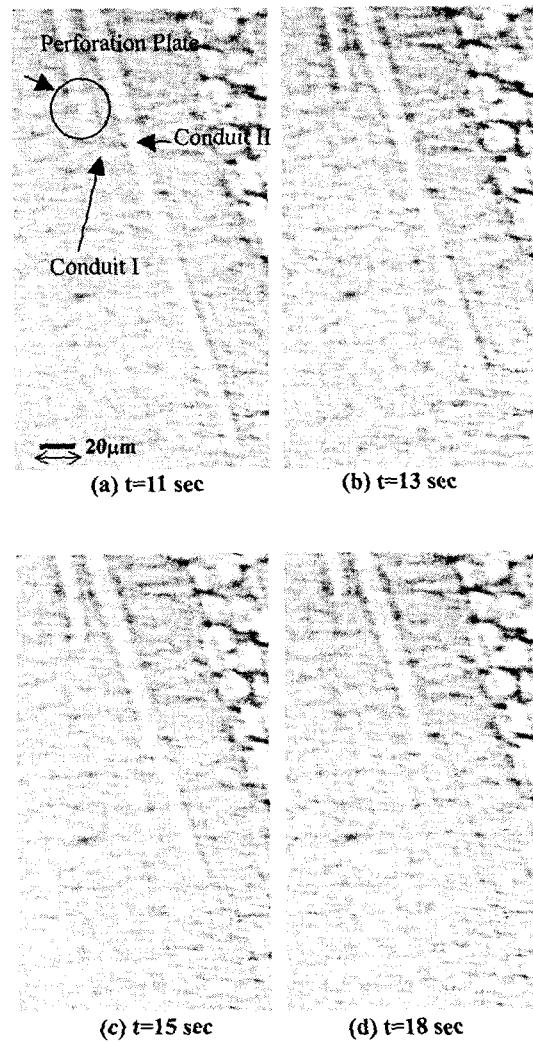 Perforation Plate
Conduit II
Conduit I
20μm
(a) t=11 sec
(b) t=13 sec
(c) t=15 sec
(d) t=18 sec